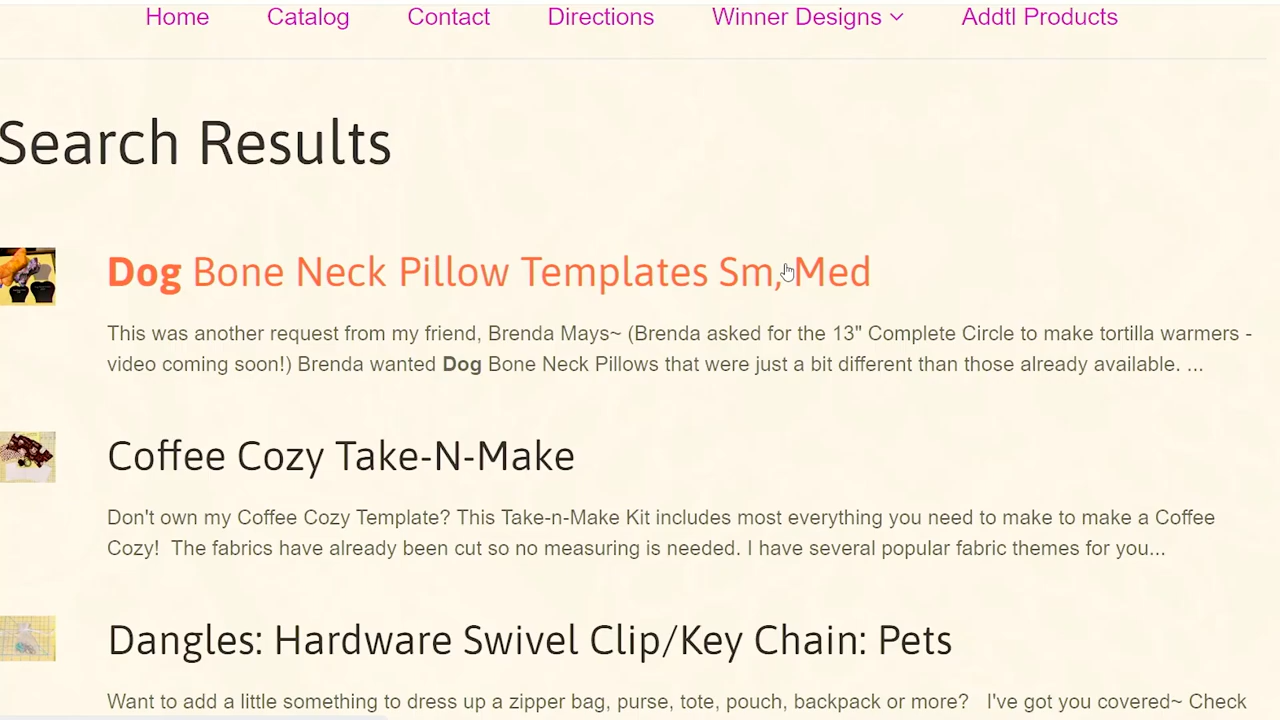 Home Catalog Contact Directions Winner Designs Addtl Products
Search Results
Dog Bone Neck Pillow Templates Sm, Med
This was another request from my friend, Brenda Mays~ (Brenda asked for the 13" Complete Circle to make tortilla warmers -
video coming soon!) Brenda wanted Dog Bone Neck Pillows that were just a bit different than those already available. ...
Coffee Cozy Take-N-Make
Don't own my Coffee Cozy Template? This Take-n-Make Kit includes most everything you need to make to make a Coffee
Cozy! The fabrics have already been cut so no measuring is needed. I have several popular fabric themes for you...
Dangles: Hardware Swivel Clip/Key Chain: Pets
Want to add a little something to dress up a zipper bag, purse, tote, pouch, backpack or more? I've got you covered~ Check